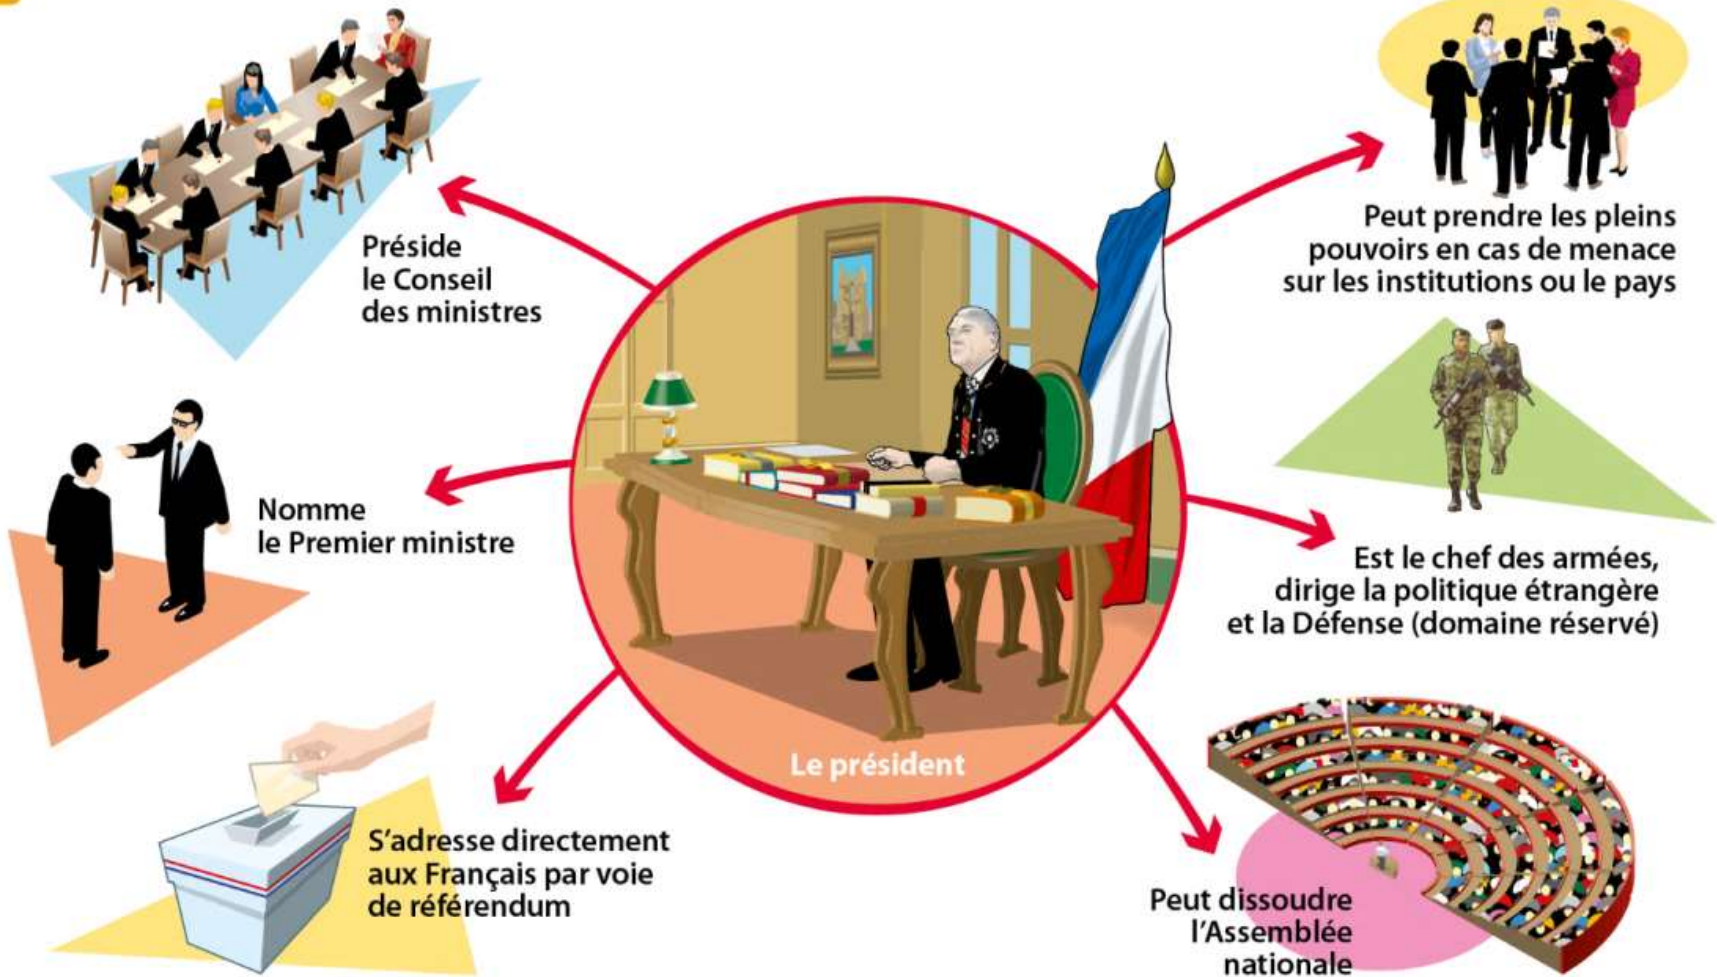 Préside
le Conseil
des ministres
Nomme
le Premier ministre
S'adresse directement
aux Français par voie
de référendum
Le président
Peut prendre les pleins
pouvoirs en cas de menace
sur les institutions ou le pays
Est le chef des armées,
dirige la politique étrangère
et la Défense (domaine réservé)
Peut dissoudre
l'Assemblée
nationale